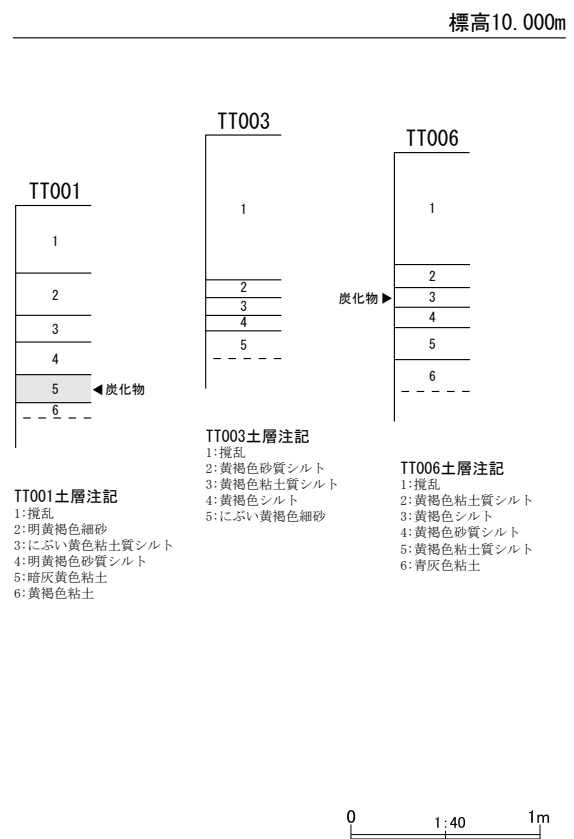 標高10.000m
TT001
1
2
3
4
5
◀炭化物
6
TT001土層注記
1:撹乱
2:明黄褐色細砂
3:にぶい黄色粘土質シルト
4:明黄褐色砂質シルト
5:暗灰黄色粘土
6:黄褐色粘土
TT003
1
2
3
4
5
TT003土層注記
1:撹乱
2:黄褐色砂質シルト
3:黄褐色粘土質シルト
4:黄褐色シルト
5:にぶい黄褐色細砂
TT006
1
2
炭化物▶ 3
4
5
6
TT006土層注記
1:撹乱
2:黄褐色粘土質シルト
3:黄褐色シルト
4:黄褐色砂質シルト
5:黄褐色粘土質シルト
6:青灰色粘土
0 1:40 1m